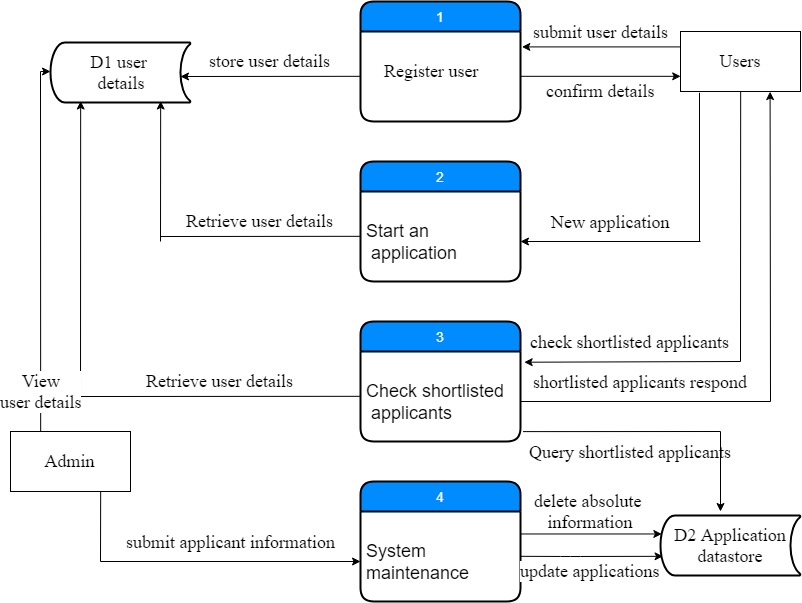 1
submit user details
D1 user
details
store user details
Register user
Users
confirm details
2
Retrieve user details
Start an
application
New application
3
check shortlisted applicants
View
user details
Retrieve user details
Check shortlisted
applicants
shortlisted applicants respond
Admin
Query shortlisted applicants
4
delete absolute
information
submit applicant information
System
maintenance
D2 Application
datastore
update applications